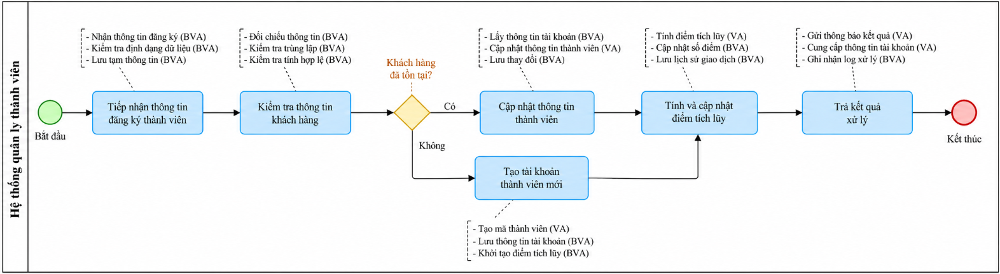 Hệ thống quân ly thành viên
- Nhận thông tin đăng ký (BVA)
- Kiểm tra định dạng dữ liệu (BVA)
- Lưu tạm thông tin (BVA)
- Đối chiếu thông tin (BVA)
- Kiểm tra trùng lập (BVA)
- Kiểm tra tính hợp lệ (BVA)
Khách hàng
đã tồn tại?
- Lấy thông tin tài khoản (BVA)
- Cập nhật thông tin thành viên (VA)
- Lưu thay đổi (BVA)
- Tính điểm tích lũy (VA)
- Cập nhật số điểm (BVA)
- Lưu lịch sử giao dịch (BVA)
- Gửi thông báo kết quả (VA)
- Cung cấp thông tin tài khoản (VA)
- Ghi nhận log xử lý (BVA)
Bắt đầu
Tiếp nhận thông tin
đăng ký thành viên
Kiểm tra thông tin
khách hàng
Có
Cập nhật thông tin
thành viên
Tính và cập nhật
điểm tích lũy
Trả kết quả
xử lý
Kết thúc
Không
Tạo tài khoản
thành viên mới
- Tạo mã thành viên (VA)
- Lưu thông tin tài khoản (BVA)
- Khởi tạo điểm tích lũy (BVA)